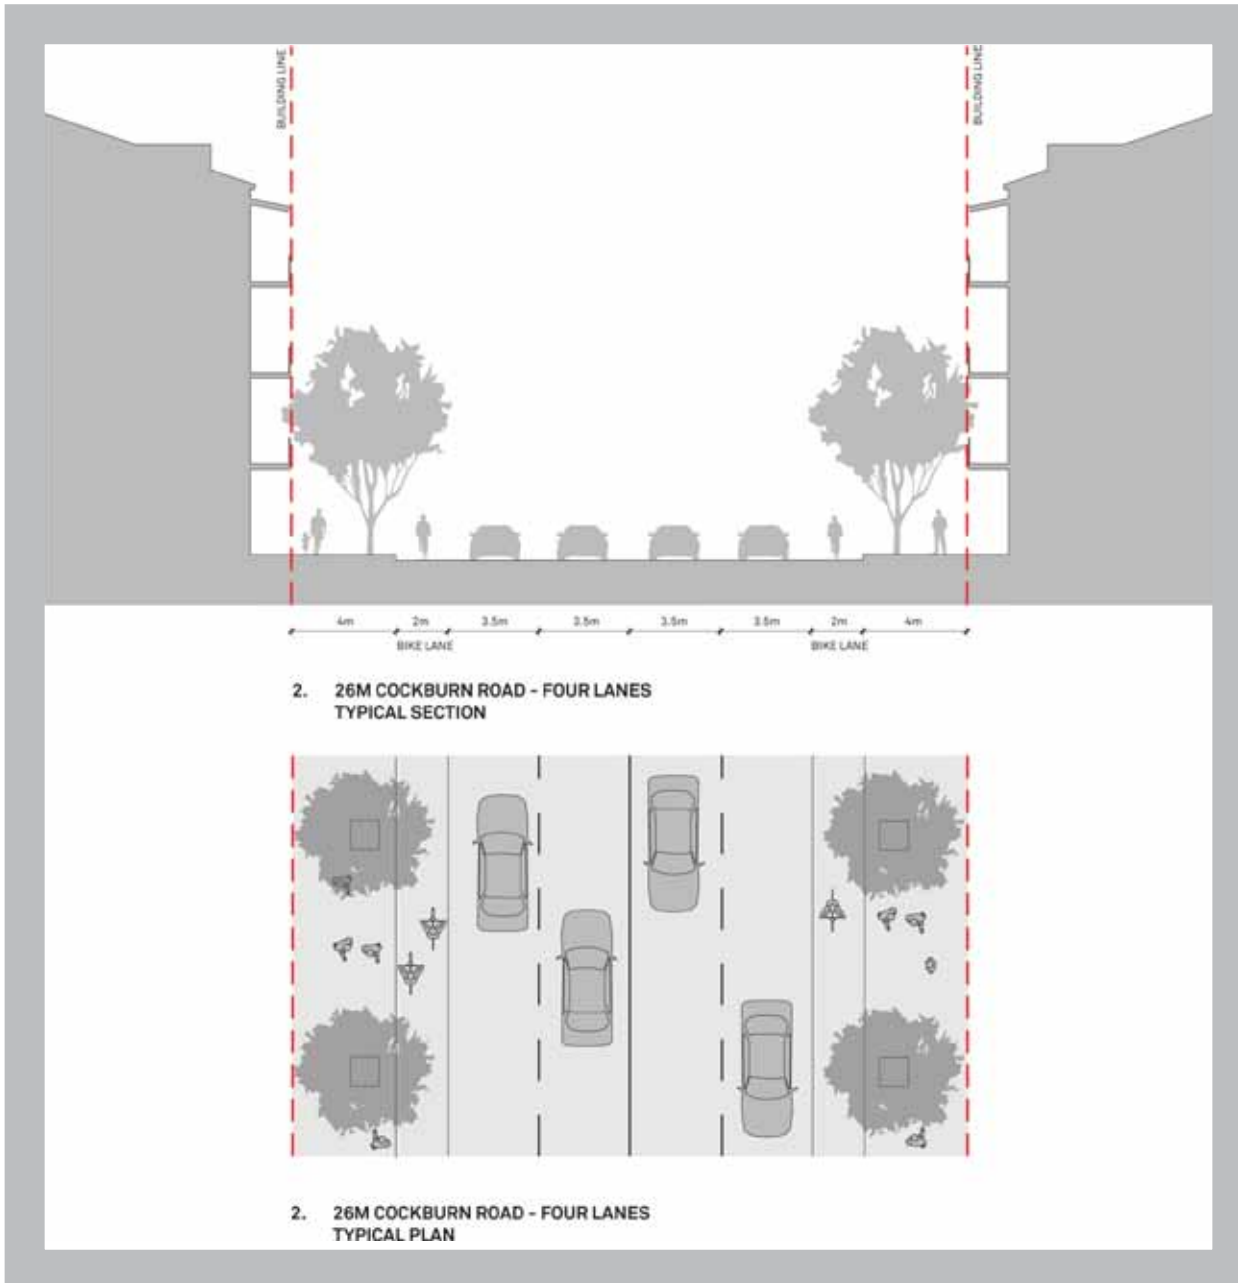 BUILDING LINE
BUILDING LINE
4m 2m 3.5m 3.5m 3.5m 3.5m 2m 4m
BIKE LANE BIKE LANE
2. 26M COCKBURN ROAD - FOUR LANES
TYPICAL SECTION
2. 26M COCKBURN ROAD - FOUR LANES
TYPICAL PLAN